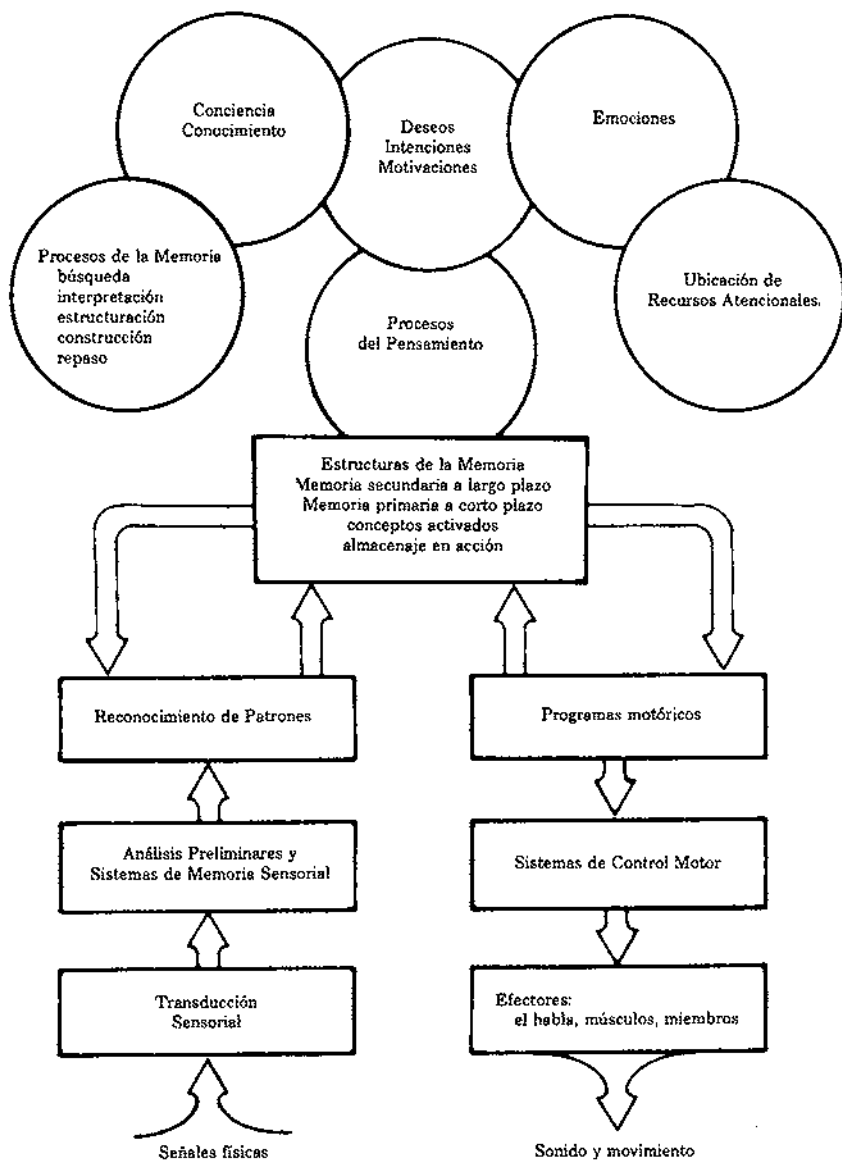 Conciencia
Conocimiento
Deseos
Intenciones
Motivaciones
Emociones
Procesos de la Memoria
búsqueda
interpretación
estructuración
construcción
repaso
Procesos
del Pensamiento
Ubicación de
Recursos Atencionales.
Estructuras de la Memoria
Memoria secundaria a largo plazo
Memoria primaria a corto plazo
conceptos activados
almacenaje en acción
Reconocimiento de Patrones
Programas motóricos
Análisis Preliminares y
Sistemas de Memoria Sensorial
Sistemas de Control Motor
Transducción
Sensorial
Efectores:
el habla, músculos, miembros
Señales físicas
Sonido y movimiento